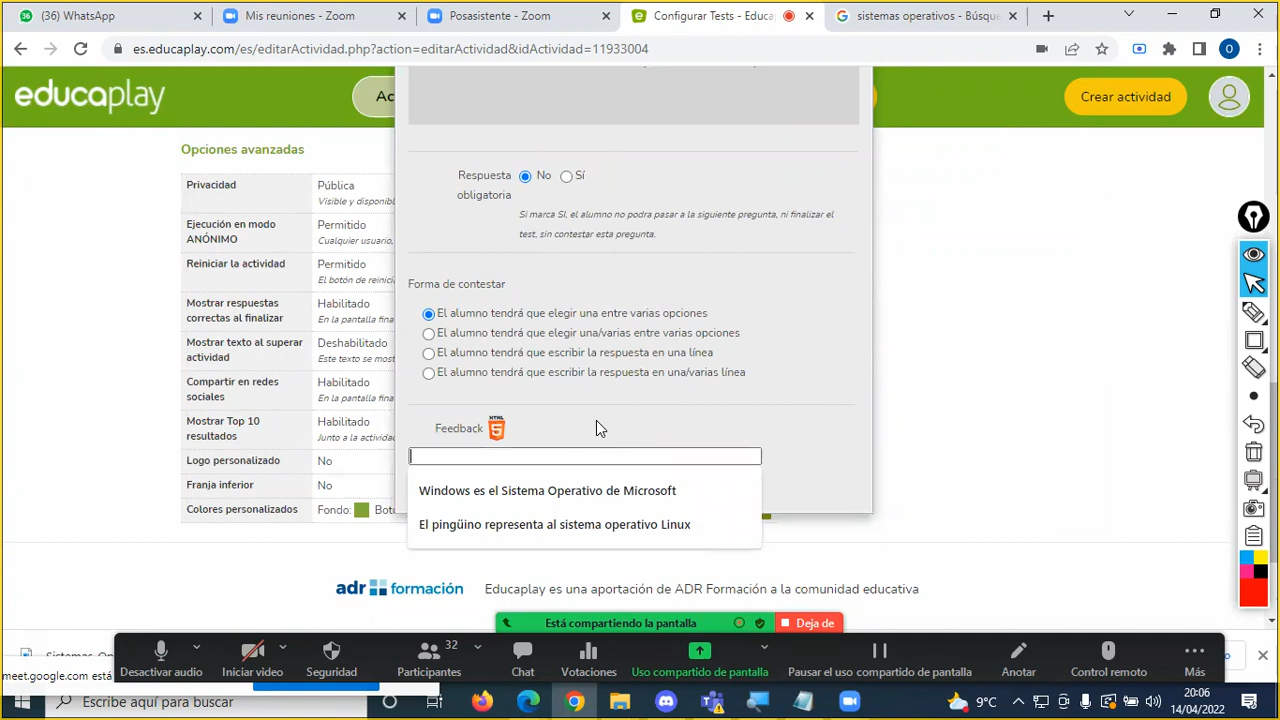 (36) WhatsApp
Mis reuniones - Zoom
Posasistente - Zoom
Configurar Tests - Educa
sistemas operativos - Búsque
es.educaplay.com/es/editarActividad.php?action=editarActividad&idActividad=11933004
O
educaplay
Ac
Crear actividad
Opciones avanzadas
Privacidad
Pública
Visible y disponibl
Ejecución en modo ANÓNIMO
Permitido
Cualquier usuario,
Reiniciar la actividad
Permitido
El botón de reinici
Mostrar respuestas correctas al finalizar
Habilitado
En la pantalla fina
Mostrar texto al superar actividad
Deshabilitado
Este texto se most
Compartir en redes sociales
Habilitado
En la pantalla fina
Mostrar Top 10 resultados
Habilitado
Junto a la actividad
Logo personalizado
No
Franja inferior
No
Colores personalizados
Fondo:
Bot
Respuesta obligatoria
No
Sí
Si marca SI, el alumno no podra pasar a la siguiente pregunta, ni finalizar el
test, sin contestar esta pregunta.
Forma de contestar
El alumno tendrá que elegir una entre varias opciones
El alumno tendrá que elegir una/varias entre varias opciones
El alumno tendrá que escribir la respuesta en una línea
El alumno tendrá que escribir la respuesta en una/varias línea
Feedback
HTML
5
Windows es el Sistema Operativo de Microsoft
El pingüino representa al sistema operativo Linux
adr formación
Educaplay es una aportación de ADR Formación a la comunidad educativa
Está compartiendo la pantalla
Deja de
32
Desactivar audio
Iniciar video
Seguridad
Participantes
Chat
Votaciones
Uso compartido de pantalla
Pausar el uso compartido de pantalla
Anotar
Control remoto
Más
meet.google.com está
Escribe aquí para buscar
9°C
20:06
14/04/2022